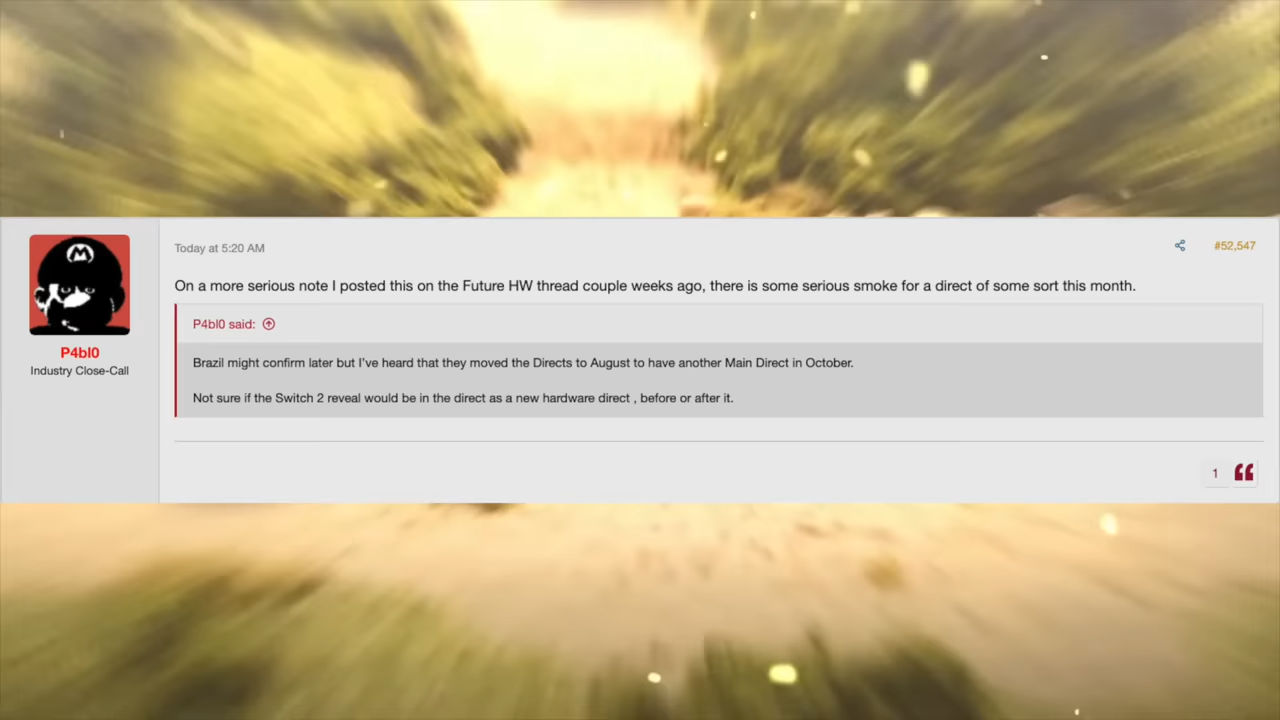 Today at 5:20 AM
#52,547
P4bl0
Industry Close-Call
On a more serious note I posted this on the Future HW thread couple weeks ago, there is some serious smoke for a direct of some sort this month.
P4bl0 said:
Brazil might confirm later but I've heard that they moved the Directs to August to have another Main Direct in October.
Not sure if the Switch 2 reveal would be in the direct as a new hardware direct , before or after it.
1